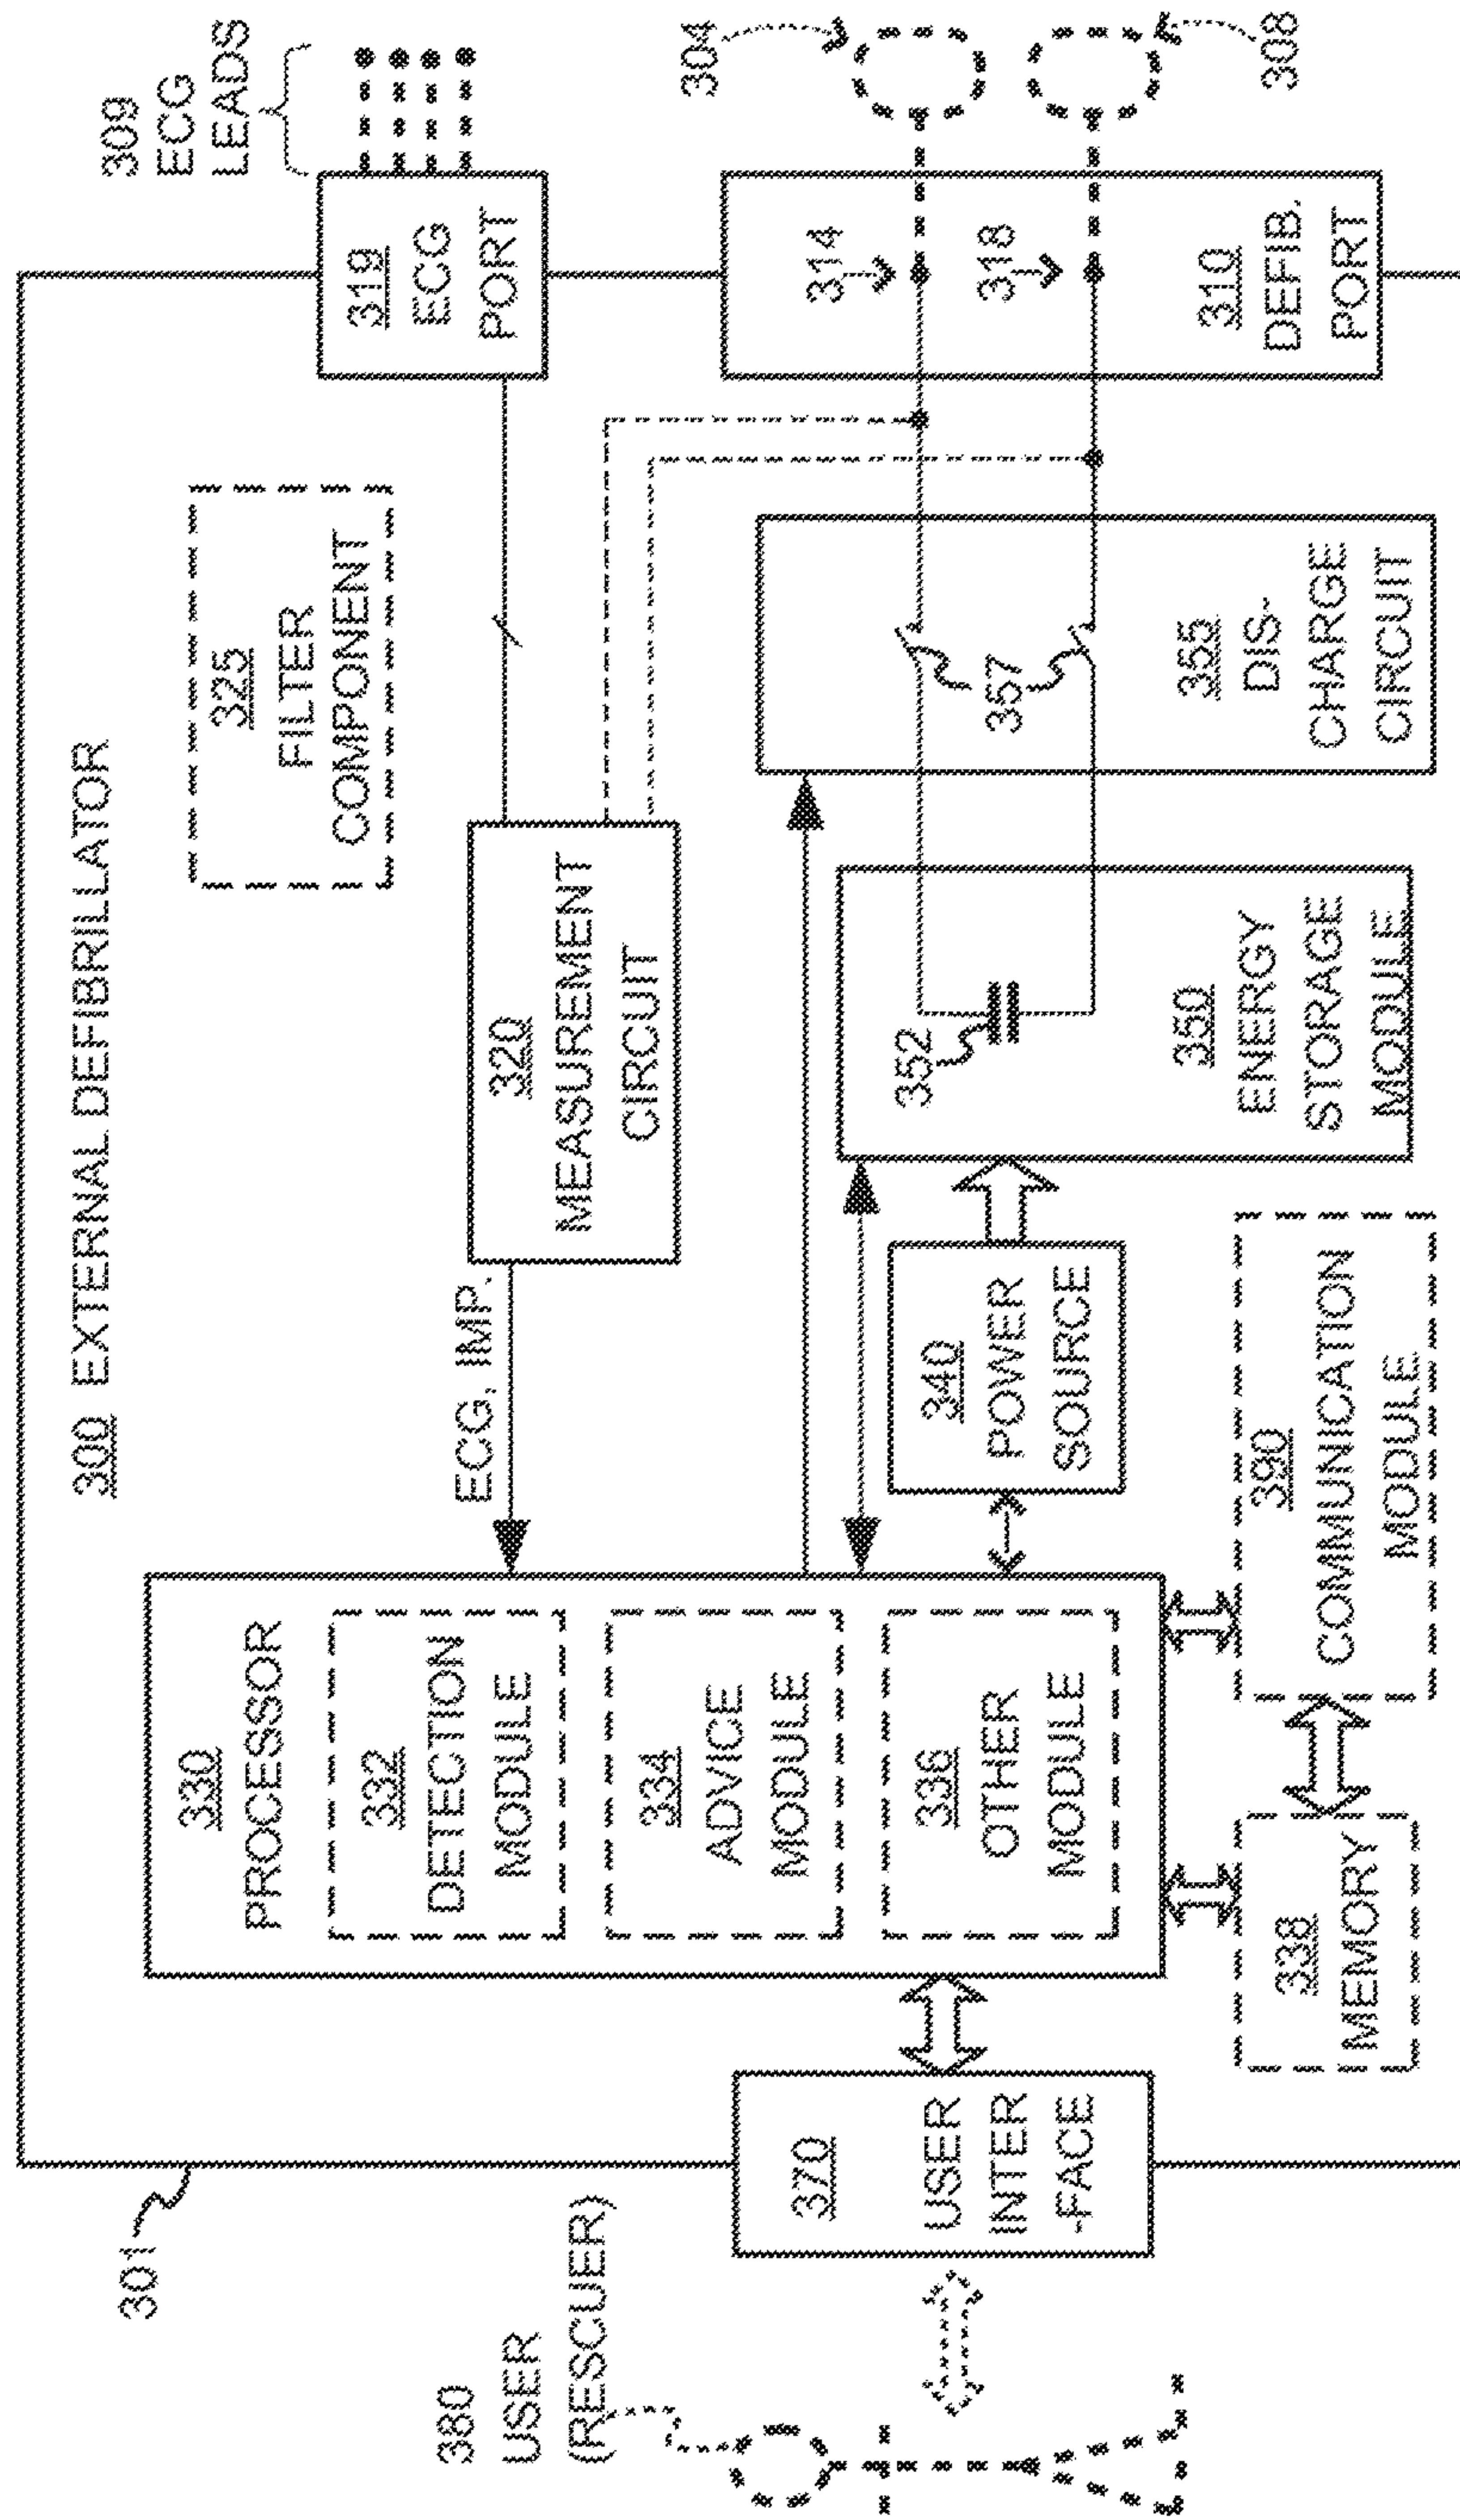 300 EXTERNAL DEFIBRILLATOR
301
309
ECG
LEADS
319
ECG
PORT
325
FILTER
COMPONENT
320
MEASUREMENT
CIRCUIT
ECG, IMP.
330
PROCESSOR
332
DETECTION
MODULE
334
ADVICE
MODULE
336
OTHER
MODULE
380
USER
(RESCUER)
370
USER
INTER
-FACE
338
MEMORY
390
COMMUNICATION
MODULE
340
POWER
SOURCE
352
350
ENERGY
STORAGE
MODULE
357
355
DIS-
CHARGE
CIRCUIT
314
318
310
DEFIB.
PORT
304
308